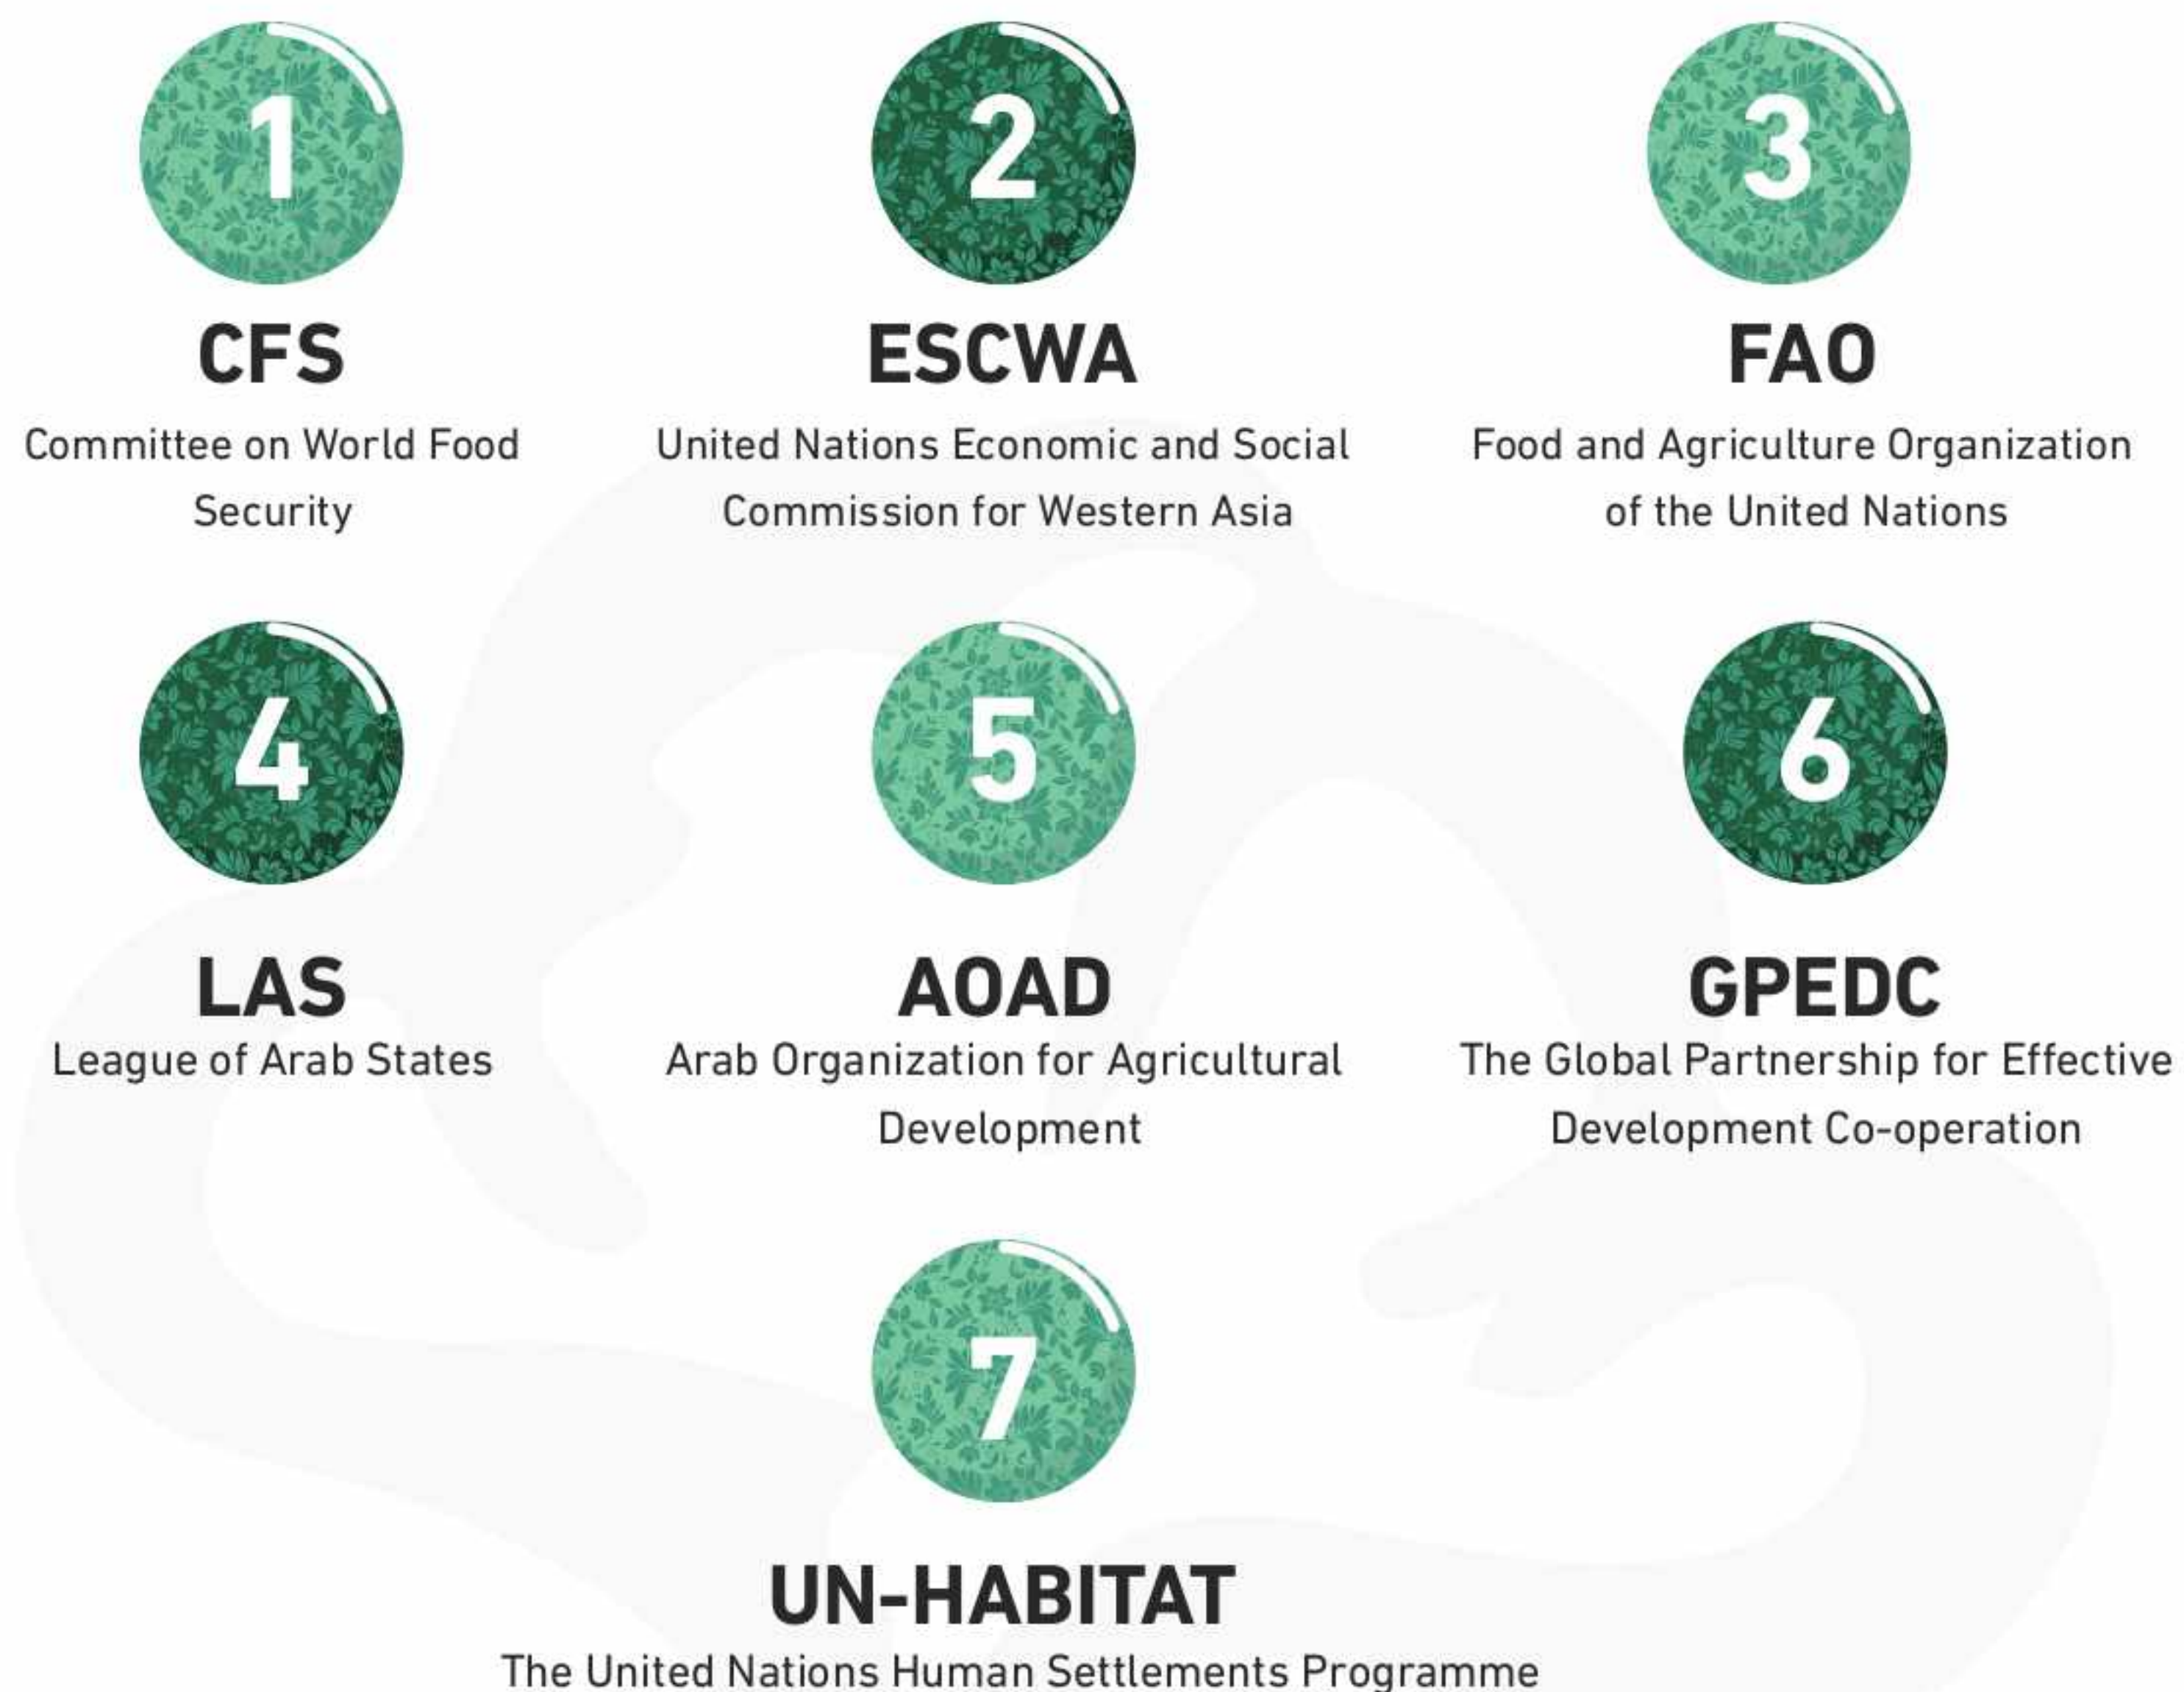 1
CFS
Committee on World Food
Security
2
ESCWA
United Nations Economic and Social
Commission for Western Asia
3
FAO
Food and Agriculture Organization
of the United Nations
4
LAS
League of Arab States
5
AOAD
Arab Organization for Agricultural
Development
6
GPEDC
The Global Partnership for Effective
Development Co-operation
7
UN-HABITAT
The United Nations Human Settlements Programme